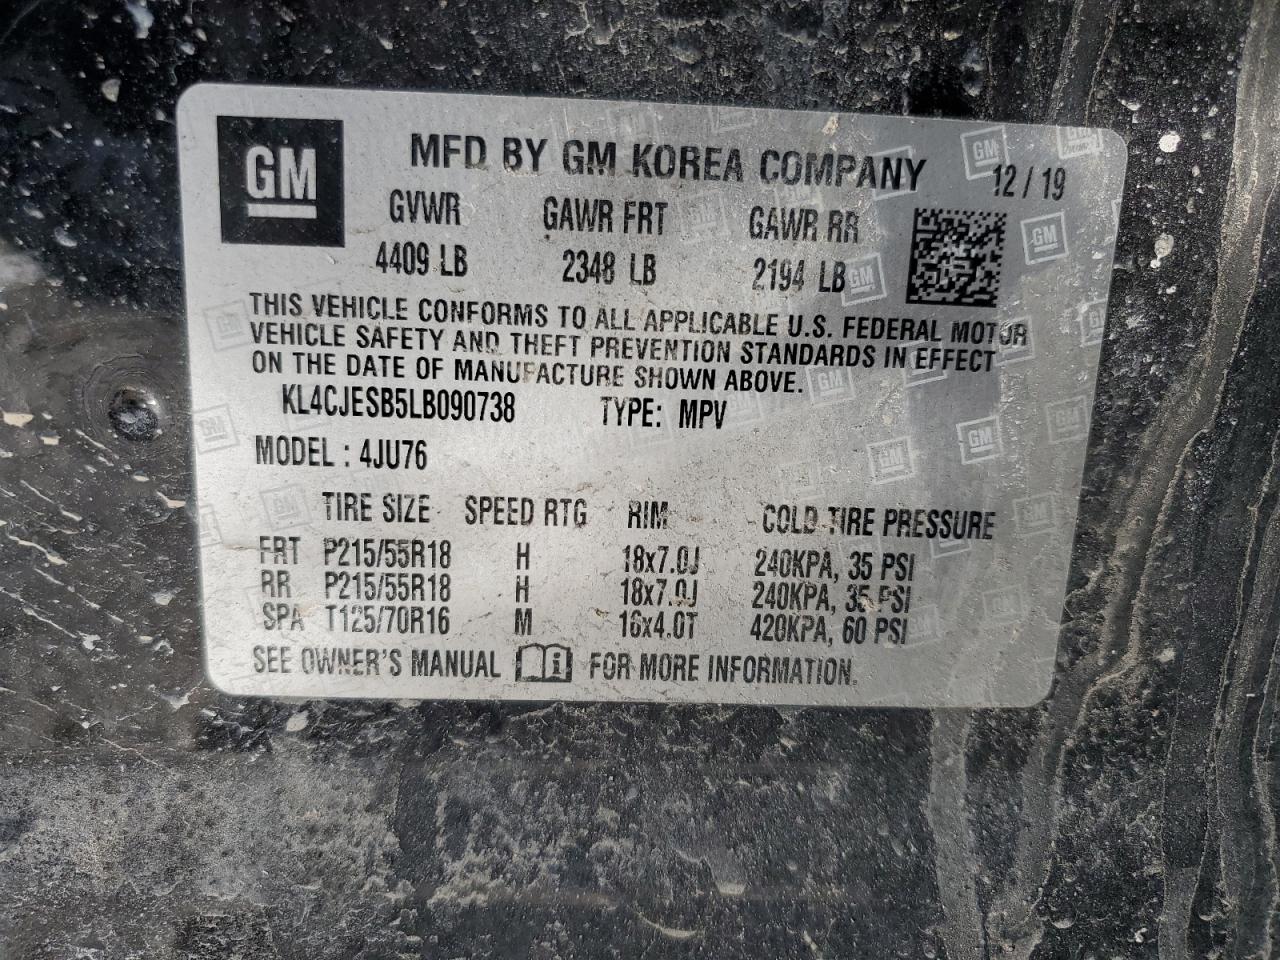 GM
MFD BY GM KOREA COMPANY 12 / 19
GVWR GAWR FRT GAWR RR
4409 LB 2348 LB 2194 LB
THIS VEHICLE CONFORMS TO ALL APPLICABLE U.S. FEDERAL MOTOR
VEHICLE SAFETY AND THEFT PREVENTION STANDARDS IN EFFECT
ON THE DATE OF MANUFACTURE SHOWN ABOVE.
KL4CJESB5LB090738 TYPE: MPV
MODEL : 4JU76
TIRE SIZE SPEED RTG RIM COLD TIRE PRESSURE
FRT P215/55R18 H 18x7.0J 240KPA, 35 PSI
RR P215/55R18 H 18x7.0J 240KPA, 35 PSI
SPA T125/70R16 M 16x4.0T 420KPA, 60 PSI
SEE OWNER'S MANUAL FOR MORE INFORMATION.